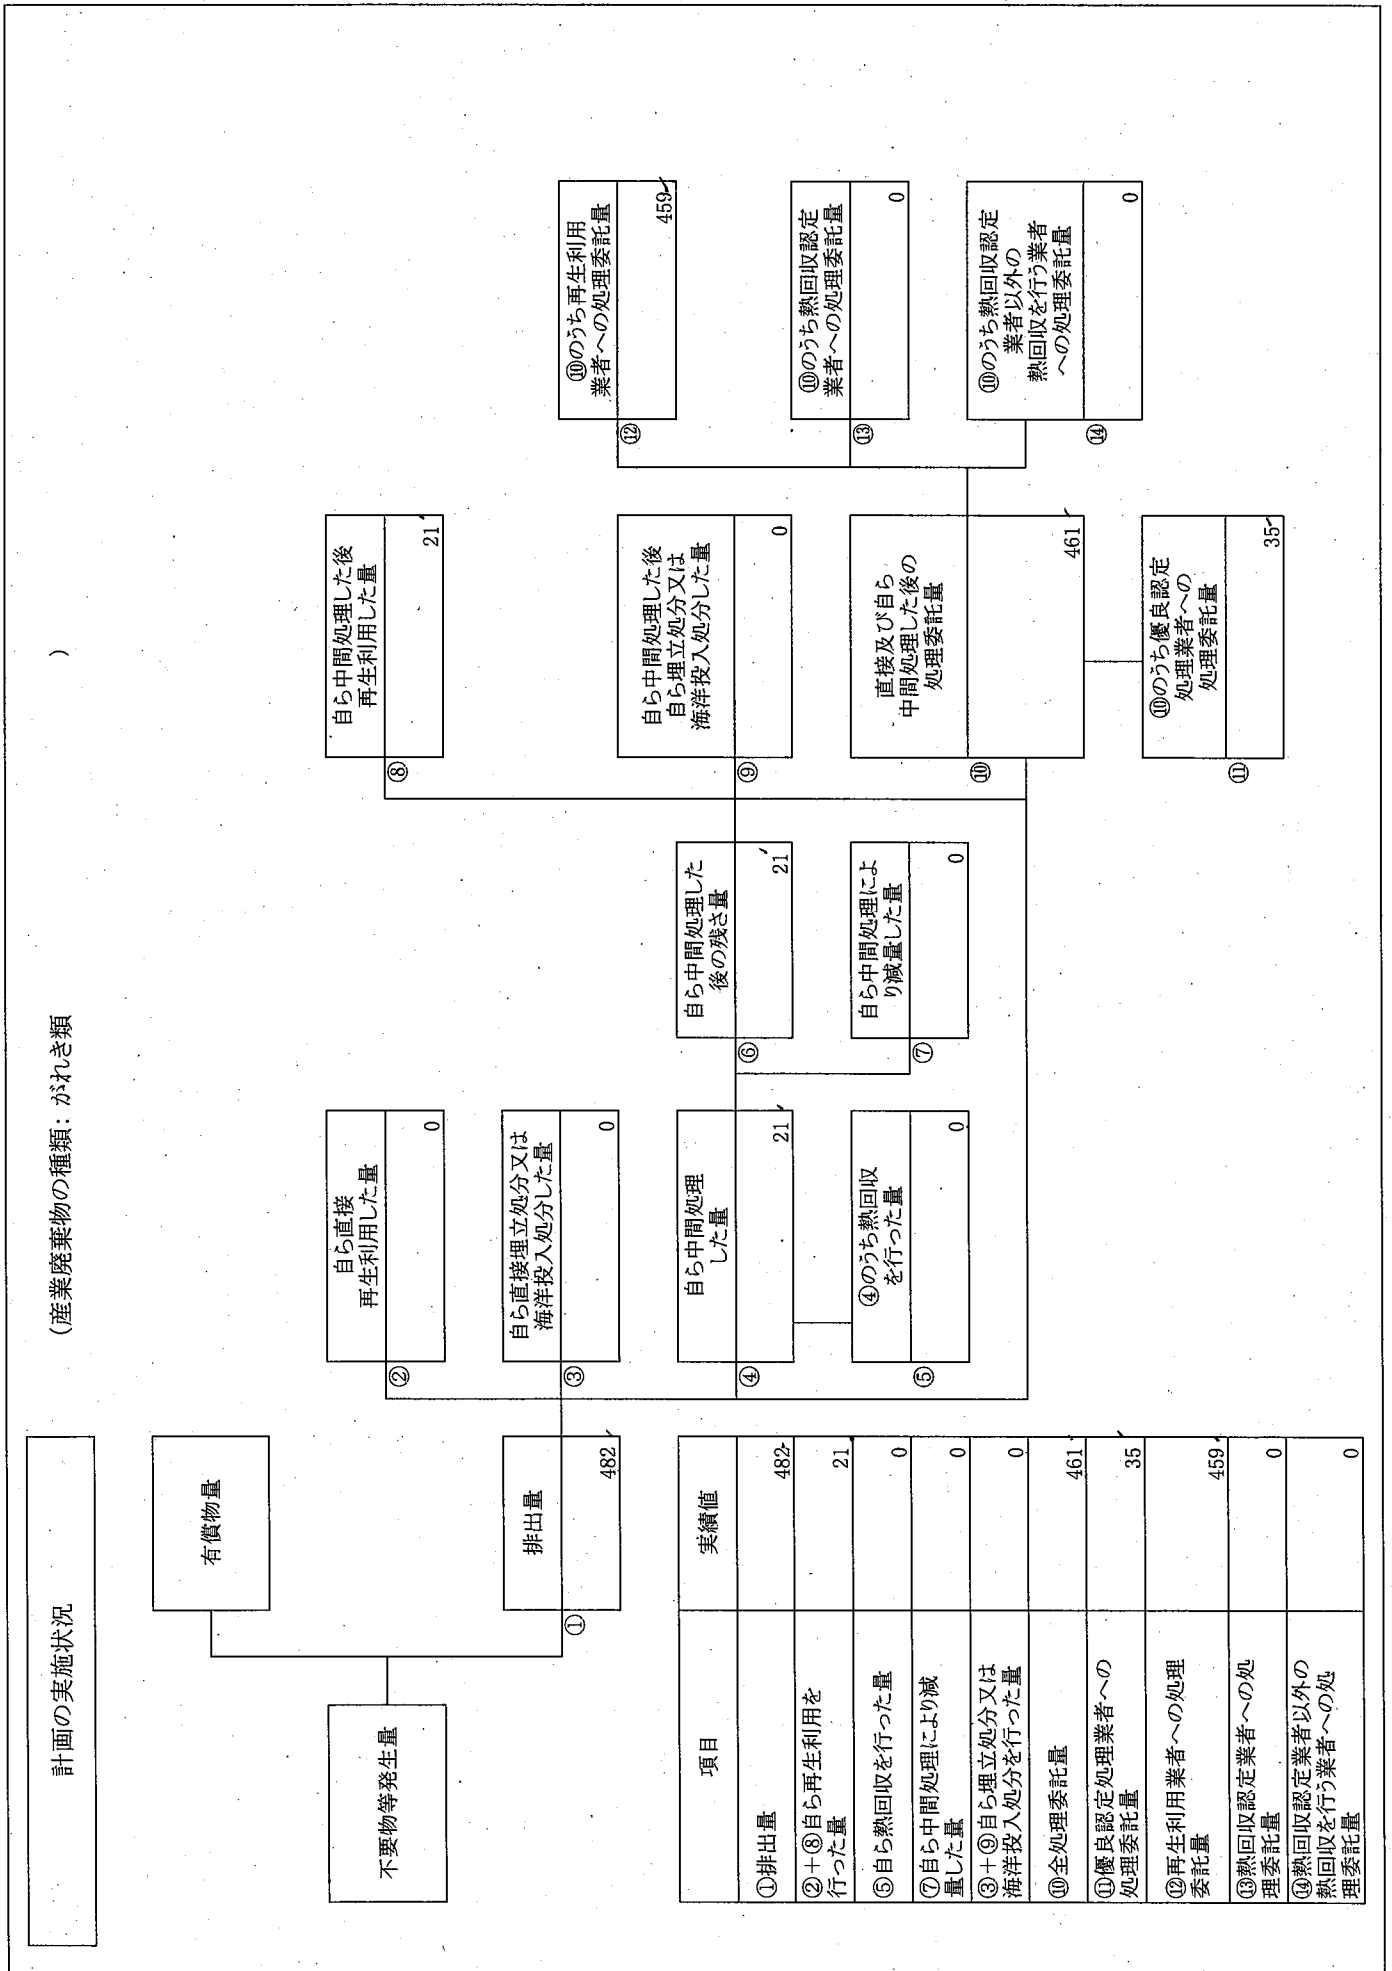 計画の実施状況
(産業廃棄物の種類：がれき類
)
不要物等発生量
有償物量
①
排出量
482
②
自ら直接
再生利用した量
0
③
自ら直接埋立処分又は
海洋投入処分した量
0
④
自ら中間処理
した量
21
⑤
④のうち熱回収
を行った量
0
⑥
自ら中間処理した
後の残さ量
21
⑦
自ら中間処理によ
り減量した量
0
⑧
自ら中間処理した後
再生利用した量
21
⑨
自ら中間処理した後
自ら埋立処分又は
海洋投入処分した量
0
⑩
直接及び自ら
中間処理した後の
処理委託量
461
⑪
⑩のうち優良認定
処理業者への
処理委託量
35
⑫
⑩のうち再生利用
業者への処理委託量
459
⑬
⑩のうち熱回収認定
業者への処理委託量
0
⑭
⑩のうち熱回収認定
業者以外の
熱回収を行う業者
への処理委託量
0
項目
実績値
①排出量
482
②＋⑧自ら再生利用を
行った量
21
⑤自ら熱回収を行った量
0
⑦自ら中間処理により減
量した量
0
③＋⑨自ら埋立処分又は
海洋投入処分を行った量
0
⑩全処理委託量
461
⑪優良認定処理業者への
処理委託量
35
⑫再生利用業者への処理
委託量
459
⑬熱回収認定業者への処
理委託量
0
⑭熱回収認定業者以外の
熱回収を行う業者への処
理委託量
0